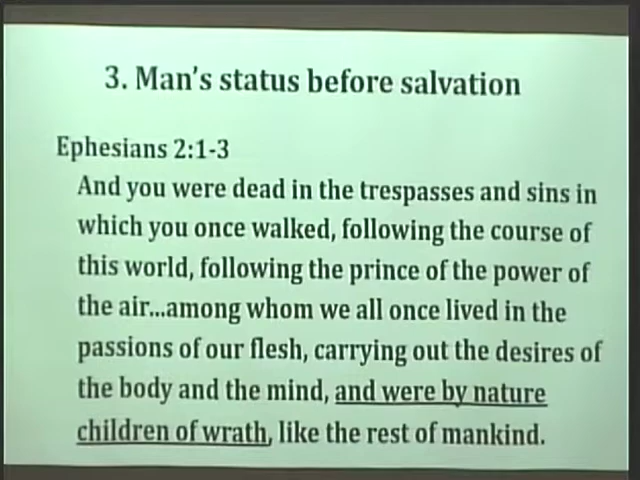 3. Man's status before salvation
Ephesians 2:1-3
And you were dead in the trespasses and sins in
which you once walked, following the course of
this world, following the prince of the power of
the air...among whom we all once lived in the
passions of our flesh, carrying out the desires of
the body and the mind, and were by nature
children of wrath, like the rest of mankind.